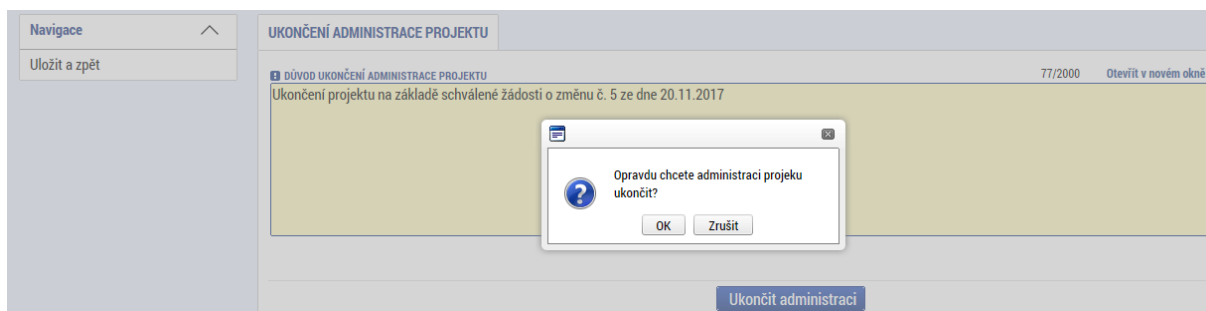 Navigace
Uložit a zpět
UKONČENÍ ADMINISTRACE PROJEKTU
DŮVOD UKONČENÍ ADMINISTRACE PROJEKTU 77/2000 Otevřít v novém okně
Ukončení projektu na základě schválené žádosti o změnu č. 5 ze dne 20.11.2017
Opravdu chcete administraci projeku
ukončit?
OK Zrušit
Ukončit administraci